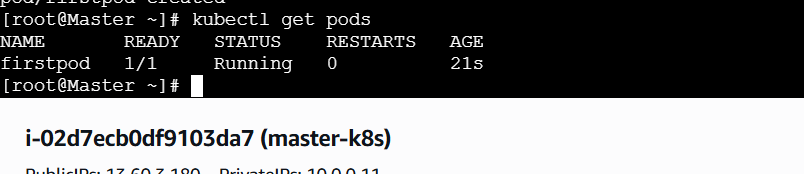 pod/firstpod created
[root@Master ~]# kubectl get pods
NAME READY STATUS RESTARTS AGE
firstpod 1/1 Running 0 21s
[root@Master ~]#
i-02d7ecb0df9103da7 (master-k8s)
PublicIPs: 13.60.3.180 PrivateIPs: 10.0.0.11